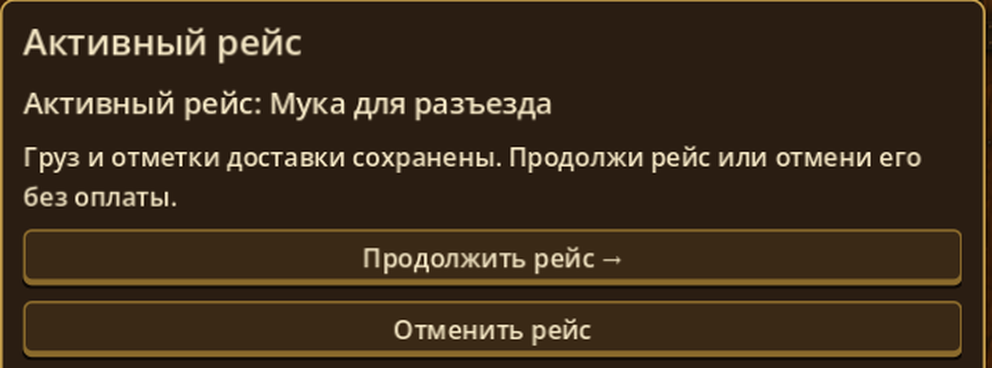 Активный рейс
Активный рейс: Мука для разъезда
Груз и отметки доставки сохранены. Продолжи рейс или отмени его
без оплаты.
Продолжить рейс →
Отменить рейс